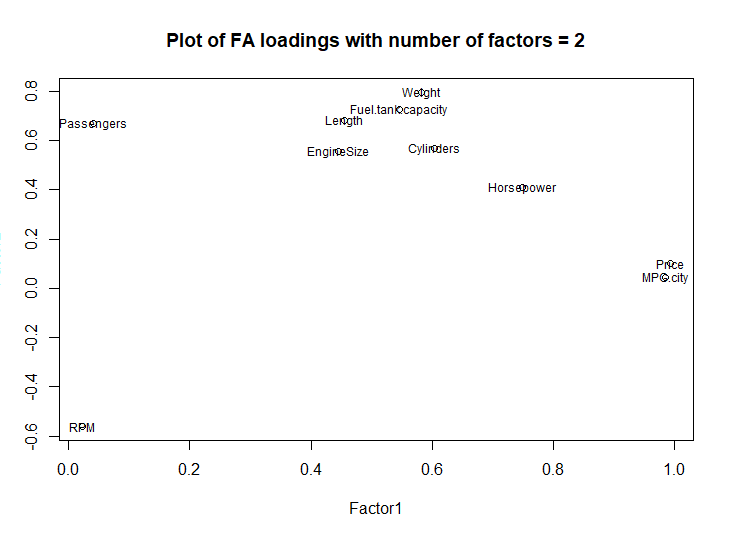 Plot of FA loadings with number of factors = 2
0.8
0.6
0.4
0.2
0.0
-0.2
-0.4
-0.6
Weight
Fuel.tank.capacity
Passengers
Length
EngineSize
Cylinders
Horsepower
Price
MPG.city
RPM
0.0
0.2
0.4
0.6
0.8
1.0
Factor1